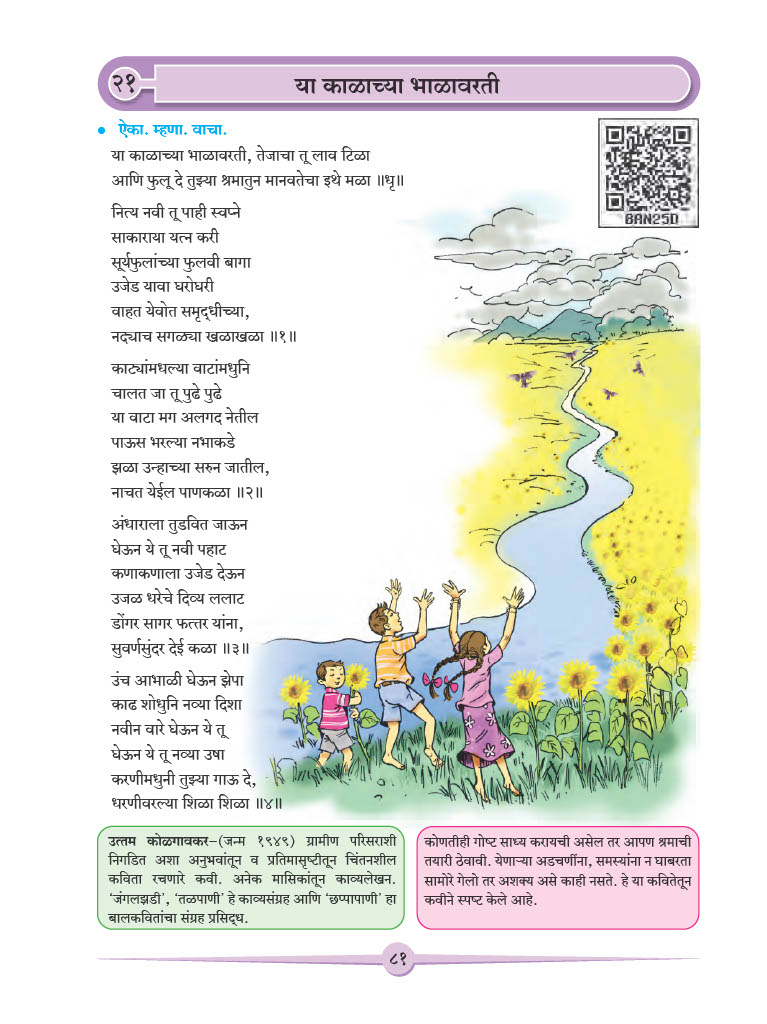 २१
या काळाच्या भाळावरती
• ऐका. म्हणा. वाचा.
या काळाच्या भाळावरती, तेजाचा तू लाव टिळा
आणि फुलू दे तुझ्या श्रमातुन मानवतेचा इथे मळा ॥धृ॥
BAN25D
नित्य नवी तू पाही स्वप्ने
साकाराया यत्न करी
सूर्यफुलांच्या फुलवी बागा
उजेड यावा घरोघरी
वाहत येवोत समृद्धीच्या,
नद्याच सगळ्या खळाखळा ॥१॥
काट्यांमधल्या वाटांमधुनि
चालत जा तू पुढे पुढे
या वाटा मग अलगद नेतील
पाऊस भरल्या नभाकडे
झळा उन्हाच्या सरुन जातील,
नाचत येईल पाणकळा ॥२॥
अंधाराला तुडवित जाऊन
घेऊन ये तू नवी पहाट
कणाकणाला उजेड देऊन
उजळ धरेचे दिव्य ललाट
डोंगर सागर फत्तर यांना,
सुवर्णसुंदर देई कळा ॥३॥
उंच आभाळी घेऊन झेपा
काढ शोधुनि नव्या दिशा
नवीन वारे घेऊन ये तू
घेऊन ये तू नव्या उषा
करणीमधुनी तुझ्या गाऊ दे,
धरणीवरल्या शिळा शिळा ॥४॥
उत्तम कोळगावकर-(जन्म १९४९) ग्रामीण परिसराशी
निगडित अशा अनुभवांतून व प्रतिमासृष्टीतून चिंतनशील
कविता रचणारे कवी. अनेक मासिकांतून काव्यलेखन.
'जंगलझडी', 'तळपाणी' हे काव्यसंग्रह आणि 'छप्पापाणी' हा
बालकवितांचा संग्रह प्रसिद्ध.
कोणतीही गोष्ट साध्य करायची असेल तर आपण श्रमाची
तयारी ठेवावी. येणाऱ्या अडचणींना, समस्यांना न घाबरता
सामोरे गेलो तर अशक्य असे काही नसते. हे या कवितेतून
कवीने स्पष्ट केले आहे.
८१